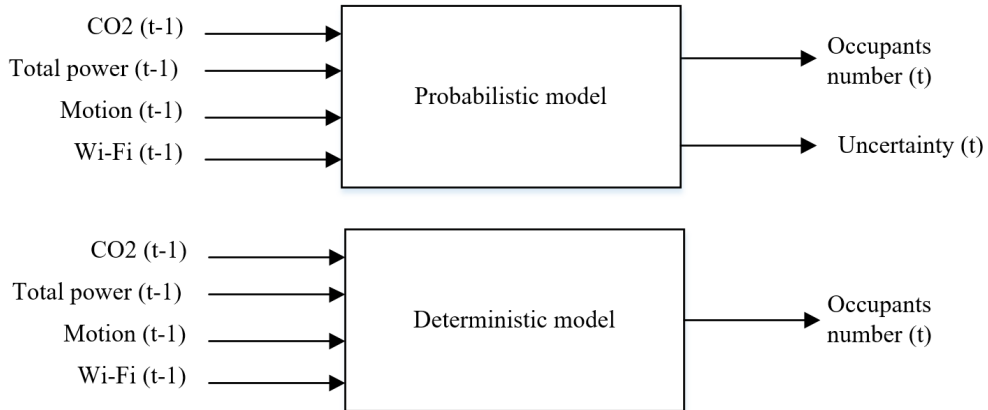 CO2 (t-1)
Total power (t-1)
Motion (t-1)
Wi-Fi (t-1)
Probabilistic model
Occupants
number (t)
Uncertainty (t)
CO2 (t-1)
Total power (t-1)
Motion (t-1)
Wi-Fi (t-1)
Deterministic model
Occupants
number (t)